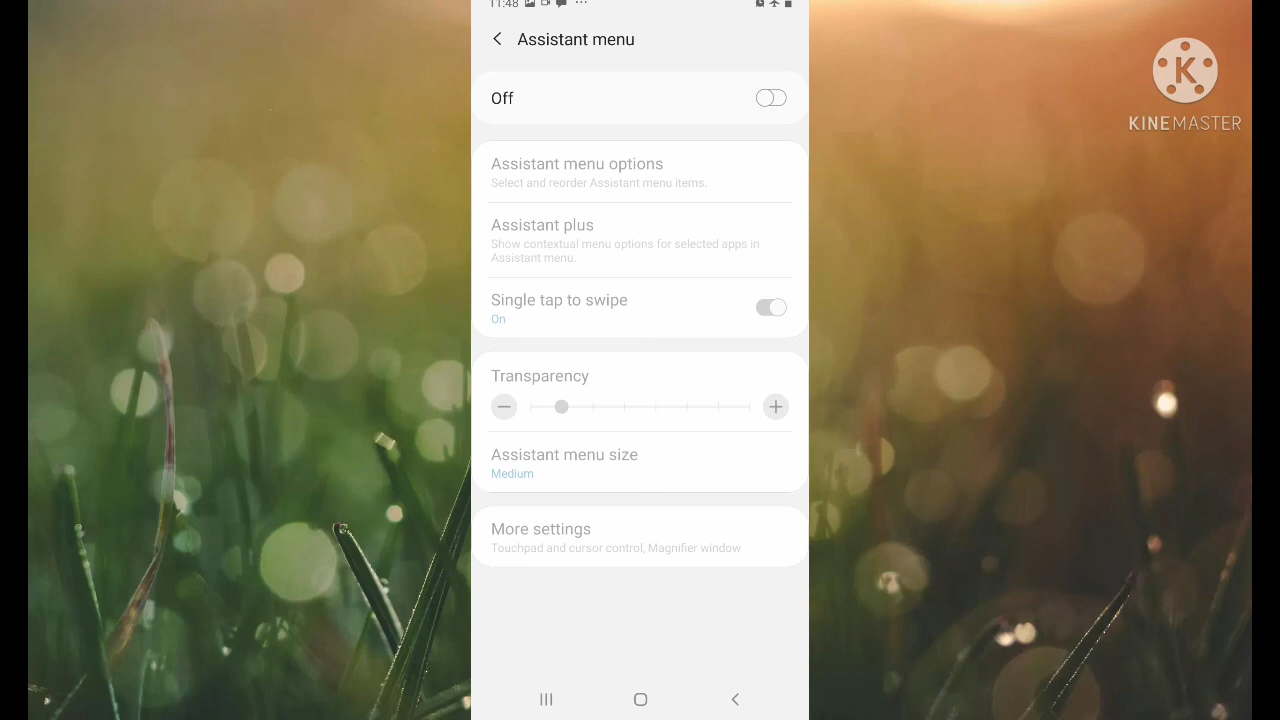 11:48
Assistant menu
Off
Assistant menu options
Select and reorder Assistant menu items.
Assistant plus
Show contextual menu options for selected apps in
Assistant menu.
Single tap to swipe
On
Transparency
Assistant menu size
Medium
More settings
Touchpad and cursor control, Magnifier window
K
KINEMASTER